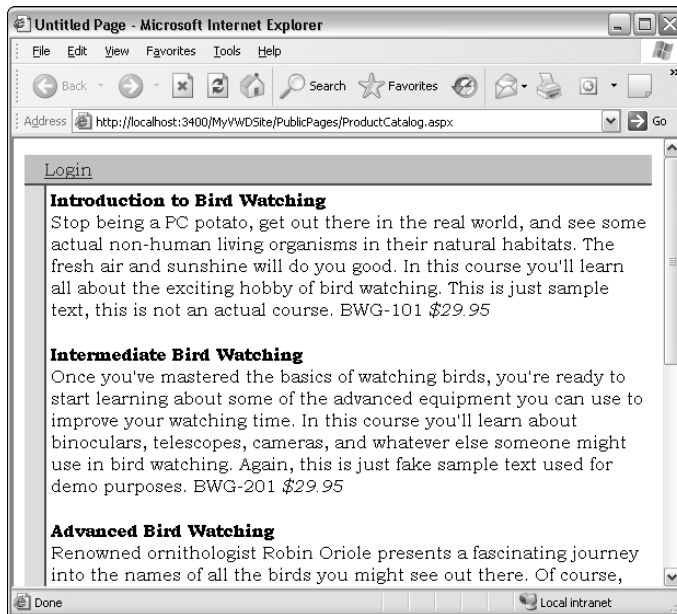 Untitled Page - Microsoft Internet Explorer
File Edit View Favorites Tools Help
Back Search Favorites
Address http://localhost:3400/MyVWDSite/PublicPages/ProductCatalog.aspx Go
Login
Introduction to Bird Watching
Stop being a PC potato, get out there in the real world, and see some
actual non-human living organisms in their natural habitats. The
fresh air and sunshine will do you good. In this course you'll learn
all about the exciting hobby of bird watching. This is just sample
text, this is not an actual course. BWG-101 $29.95
Intermediate Bird Watching
Once you've mastered the basics of watching birds, you're ready to
start learning about some of the advanced equipment you can use to
improve your watching time. In this course you'll learn about
binoculars, telescopes, cameras, and whatever else someone might
use in bird watching. Again, this is just fake sample text used for
demo purposes. BWG-201 $29.95
Advanced Bird Watching
Renowned ornithologist Robin Oriole presents a fascinating journey
into the names of all the birds you might see out there. Of course,
Done Local intranet